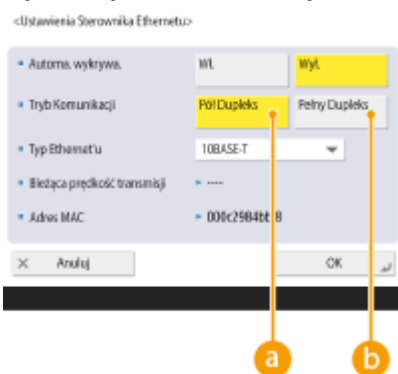 <Ustawienia Sterownika Ethernetu>
Automa. wykrywa. Wł. Wył.
Tryb Komunikacji Pół Dupleks Pełny Dupleks
Typ Ethernet'u 10BASE-T
Bieżąca prędkość transmisji ----
Adres MAC
× Anuluj OK
a b